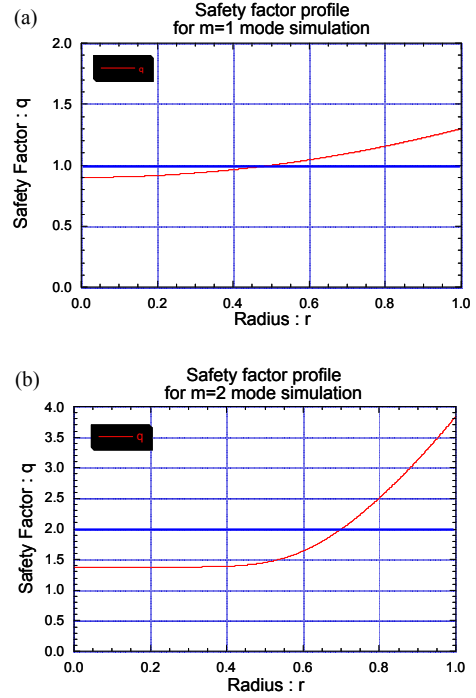 (a)
Safety factor profile
for m=1 mode simulation
q
Safety Factor : q
2.0
1.5
1.0
0.5
0.0
0.0 0.2 0.4 0.6 0.8 1.0
Radius : r
(b)
Safety factor profile
for m=2 mode simulation
q
Safety Factor : q
4.0
3.5
3.0
2.5
2.0
1.5
1.0
0.5
0.0
0.0 0.2 0.4 0.6 0.8 1.0
Radius : r